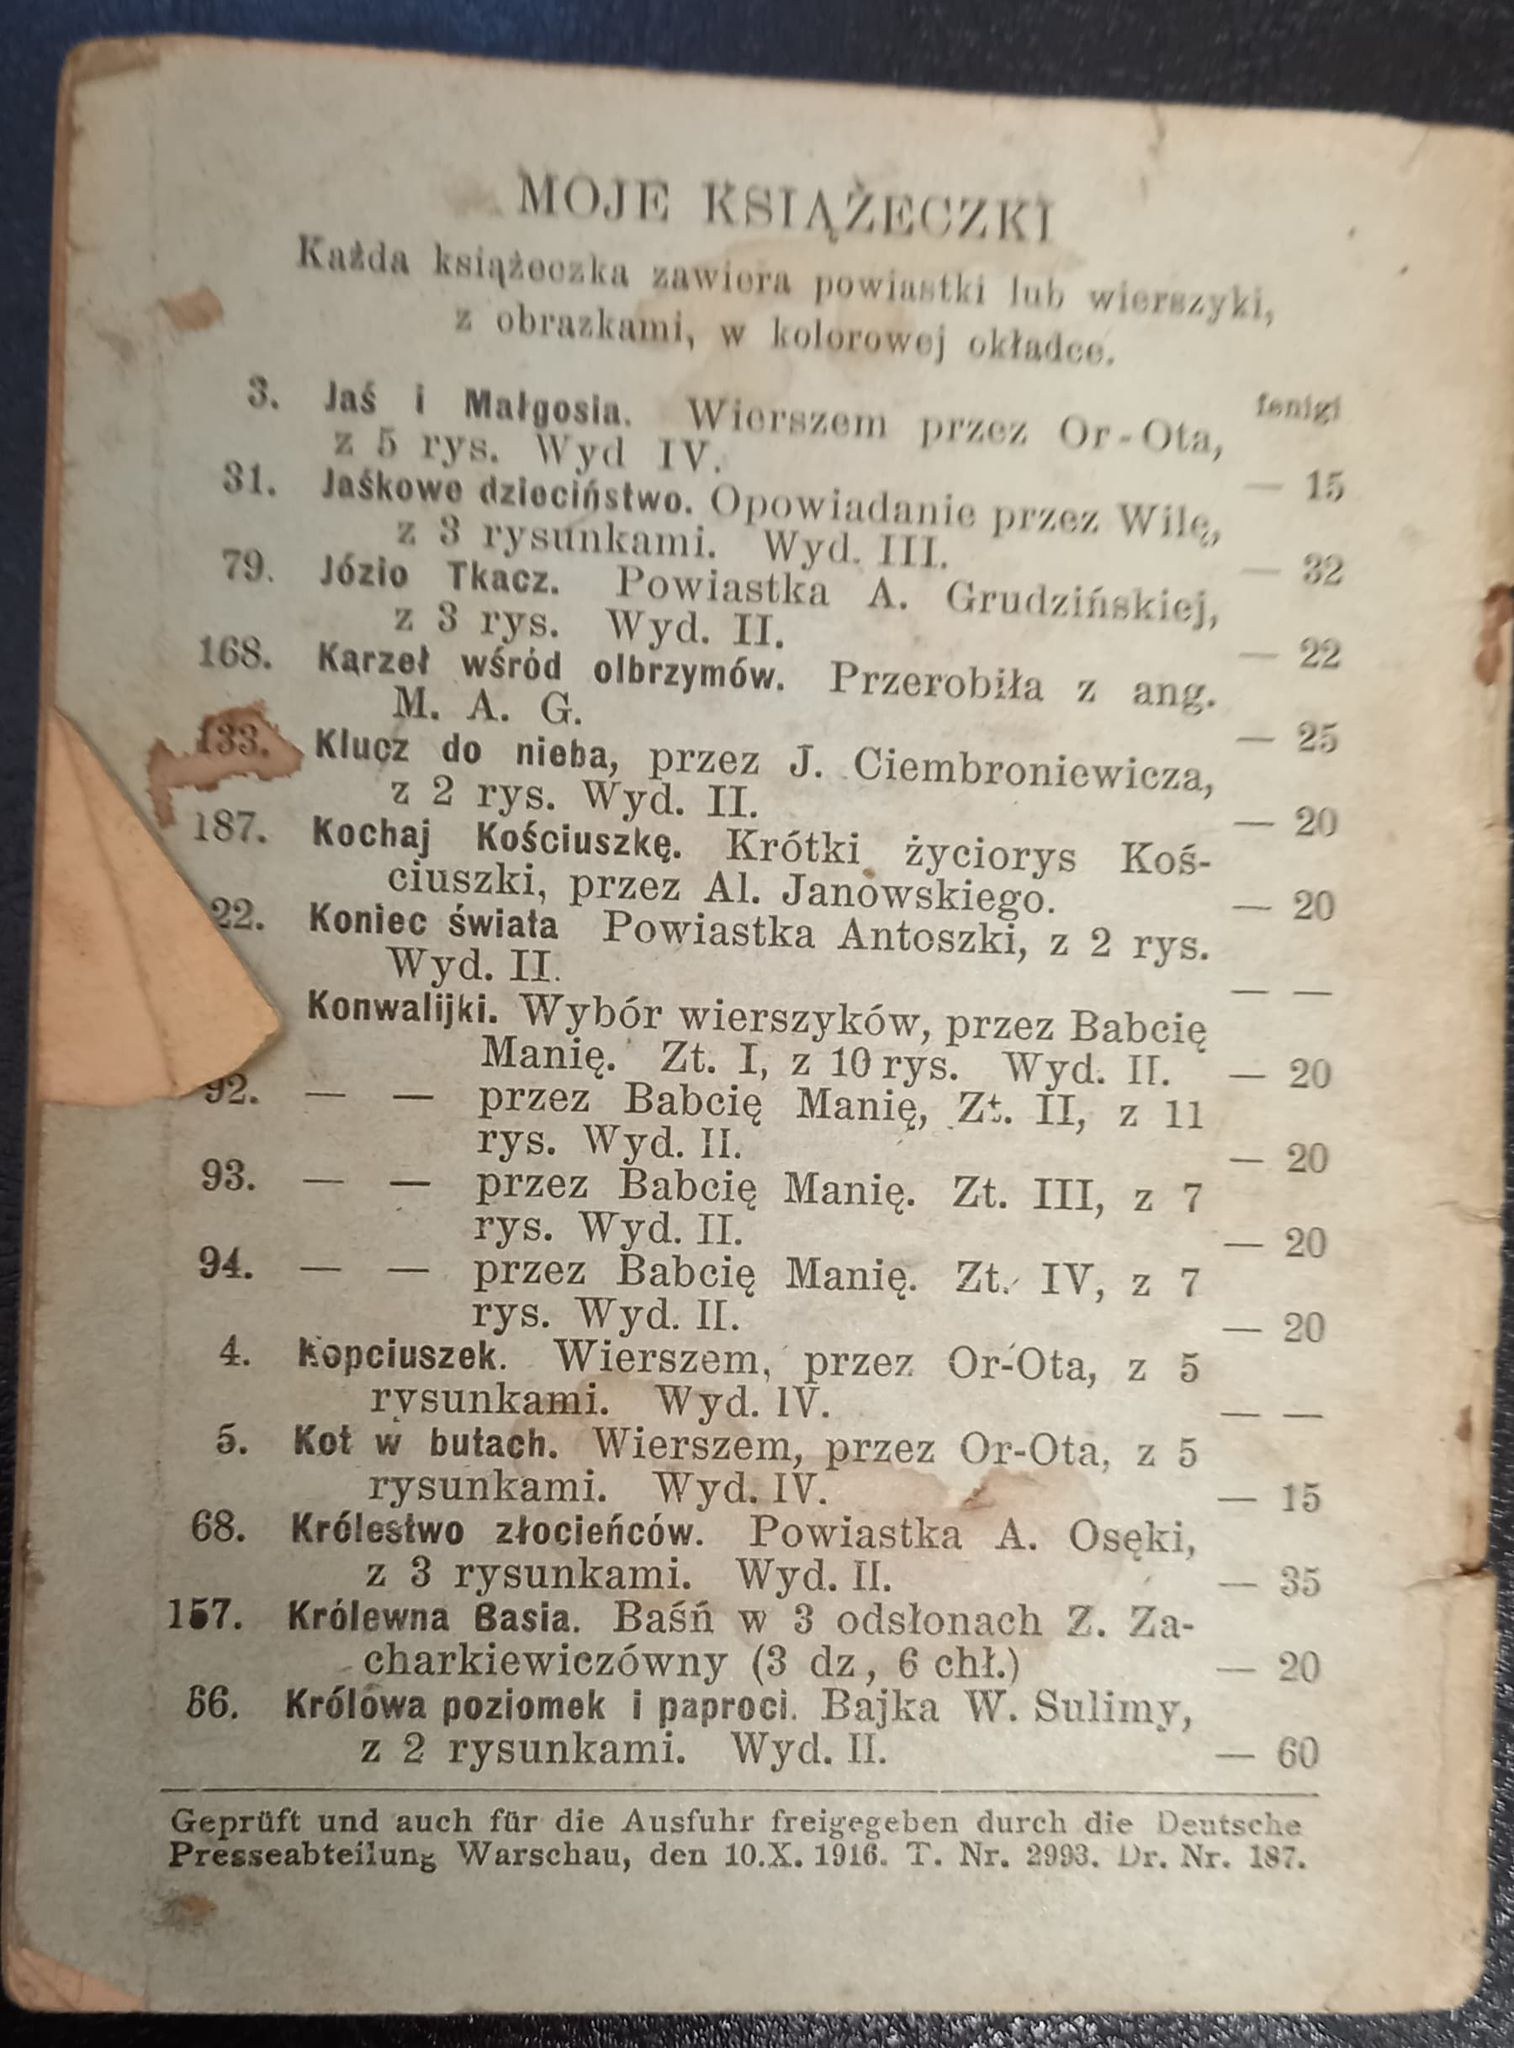 MOJE KSIĄŻECZKI
Każda książeczka zawiera powiastki lub wierszyki,
z obrazkami, w kolorowej okładce.
fenigi
3. Jaś i Małgosia. Wierszem przez Or-Ota,
z 5 rys. Wyd IV. — 15
31. Jaśkowe dzieciństwo. Opowiadanie przez Wilę,
z 3 rysunkami. Wyd. III. — 32
79. Józio Tkacz. Powiastka A. Grudzińskiej,
z 3 rys. Wyd. II. — 22
168. Karzeł wśród olbrzymów. Przerobiła z ang.
M. A. G. — 25
133. Klucz do nieba, przez J. Ciembroniewicza,
z 2 rys. Wyd. II. — 20
187. Kochaj Kościuszkę. Krótki życiorys Koś-
ciuszki, przez Al. Janowskiego. — 20
22. Koniec świata Powiastka Antoszki, z 2 rys.
Wyd. II. — —
Konwalijki. Wybór wierszyków, przez Babcię
Manię. Zt. I, z 10 rys. Wyd. II. — 20
92. — — przez Babcię Manię, Zt. II, z 11
rys. Wyd. II. — 20
93. — — przez Babcię Manię. Zt. III, z 7
rys. Wyd. II. — 20
94. — — przez Babcię Manię. Zt. IV, z 7
rys. Wyd. II. — 20
4. Kopciuszek. Wierszem, przez Or-Ota, z 5
rysunkami. Wyd. IV. — —
5. Kot w butach. Wierszem, przez Or-Ota, z 5
rysunkami. Wyd. IV. — 15
68. Królestwo złocieńców. Powiastka A. Osęki,
z 3 rysunkami. Wyd. II. — 35
157. Królewna Basia. Baśń w 3 odsłonach Z. Za-
charkiewiczówny (3 dz, 6 chł.) — 20
66. Królowa poziomek i paproci. Bajka W. Sulimy,
z 2 rysunkami. Wyd. II. — 60
Geprüft und auch für die Ausfuhr freigegeben durch die Deutsche
Presseabteilung Warschau, den 10.X. 1916. T. Nr. 2993. Dr. Nr. 187.